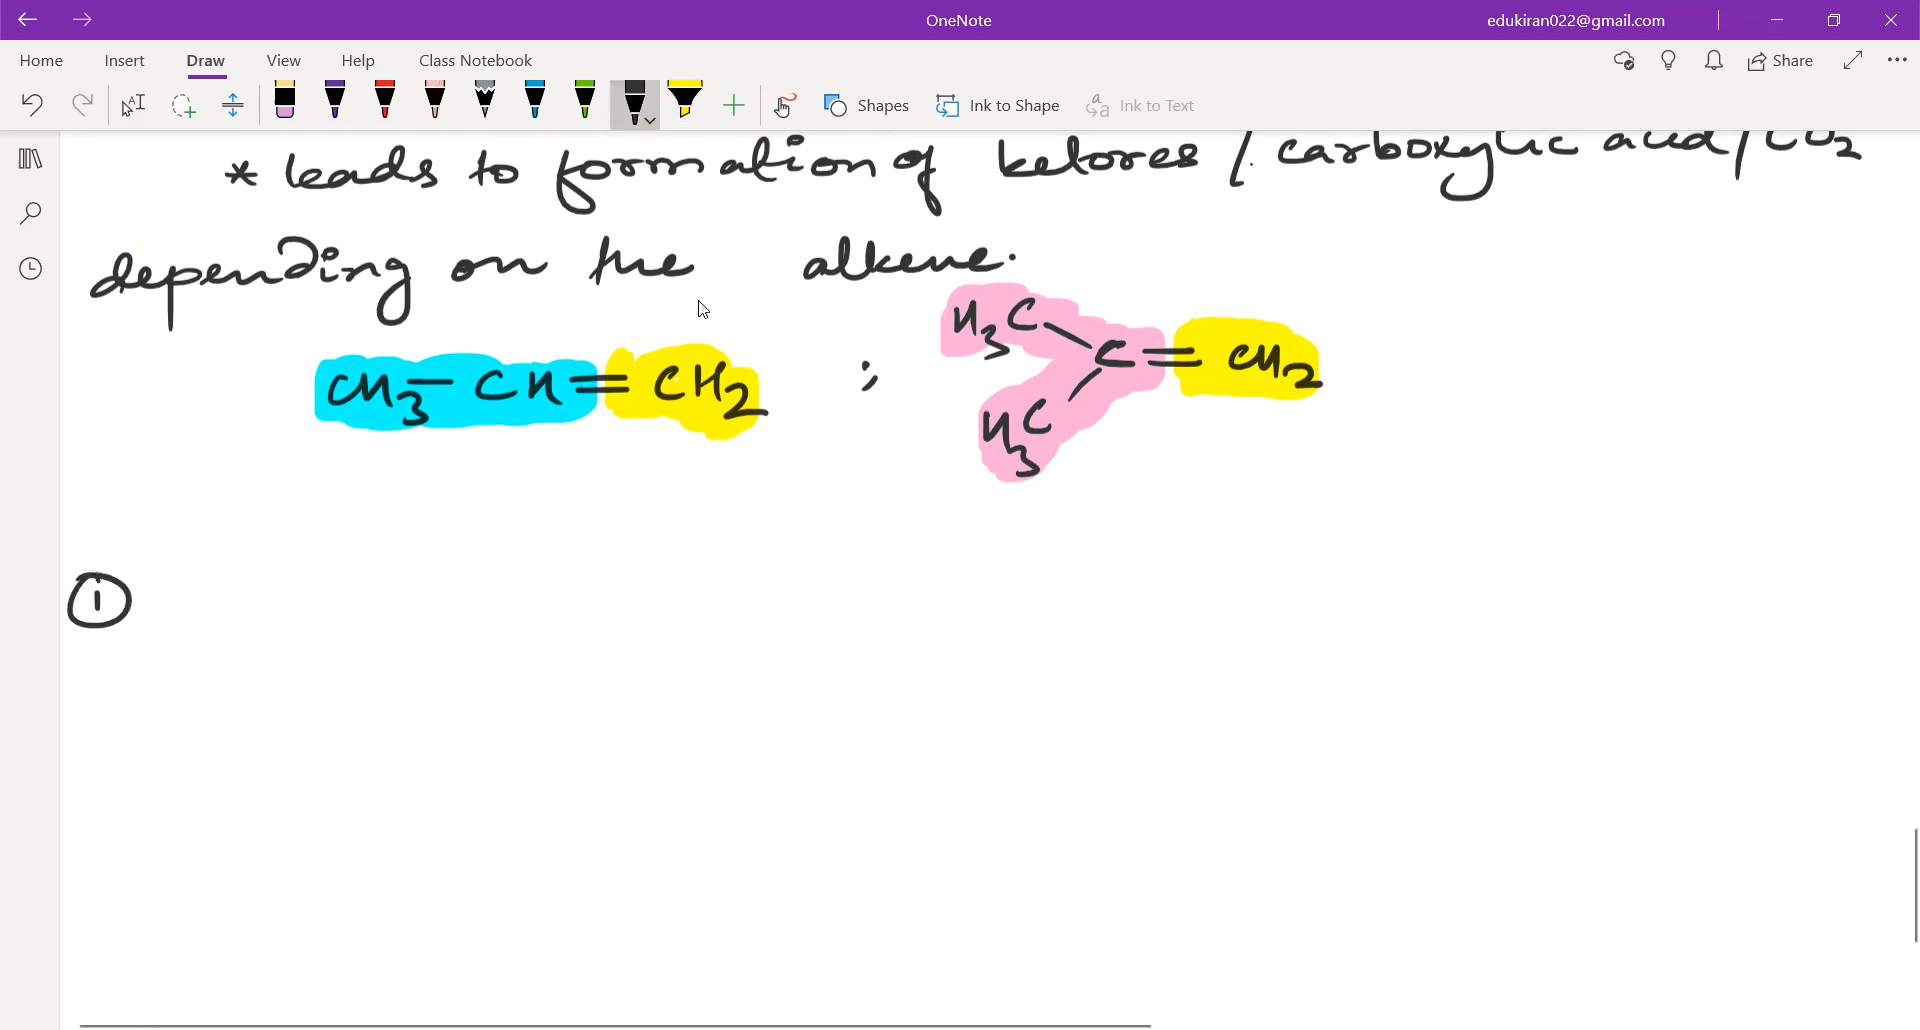 OneNote
edukiran022@gmail.com
Home Insert Draw View Help Class Notebook
Share
Shapes Ink to Shape Ink to Text
* leads to formation of ketones / carboxylic acid / CO2
depending on the alkene.
CH3 — CH = CH2 ; H3C H3C C = CH2
1